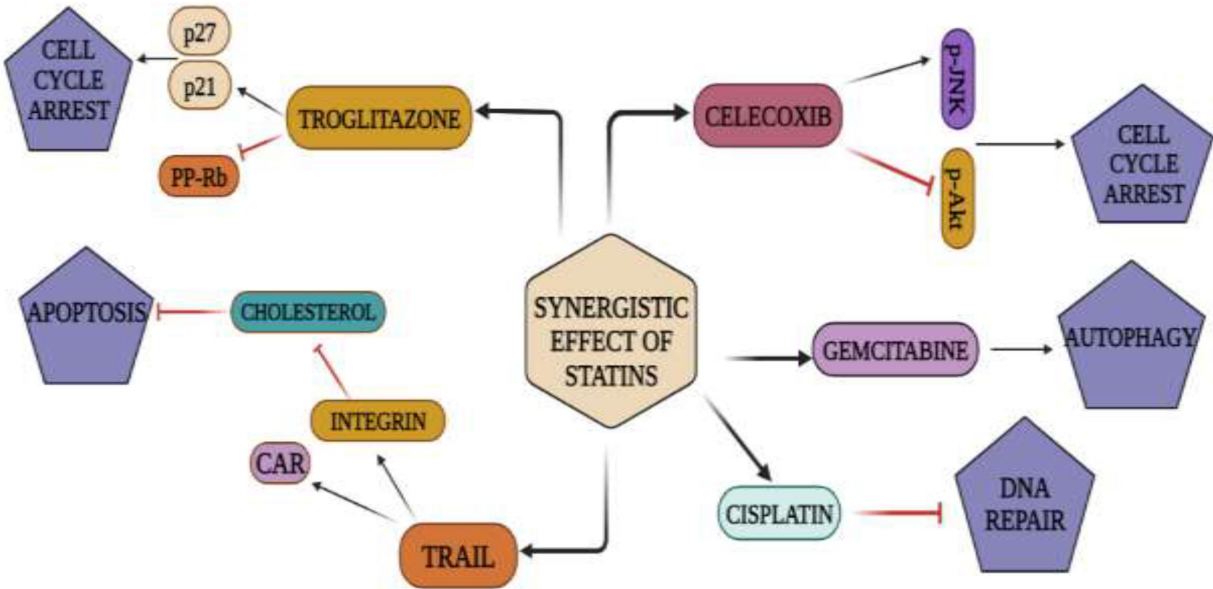 CELL
CYCLE
ARREST
p27
p21
TROGLITAZONE
PP-Rb
CELECOXIB
p-JNK
p-Akt
CELL
CYCLE
ARREST
APOPTOSIS
CHOLESTEROL
INTEGRIN
CAR
TRAIL
SYNERGISTIC
EFFECT OF
STATINS
GEMCITABINE
AUTOPHAGY
CISPLATIN
DNA
REPAIR